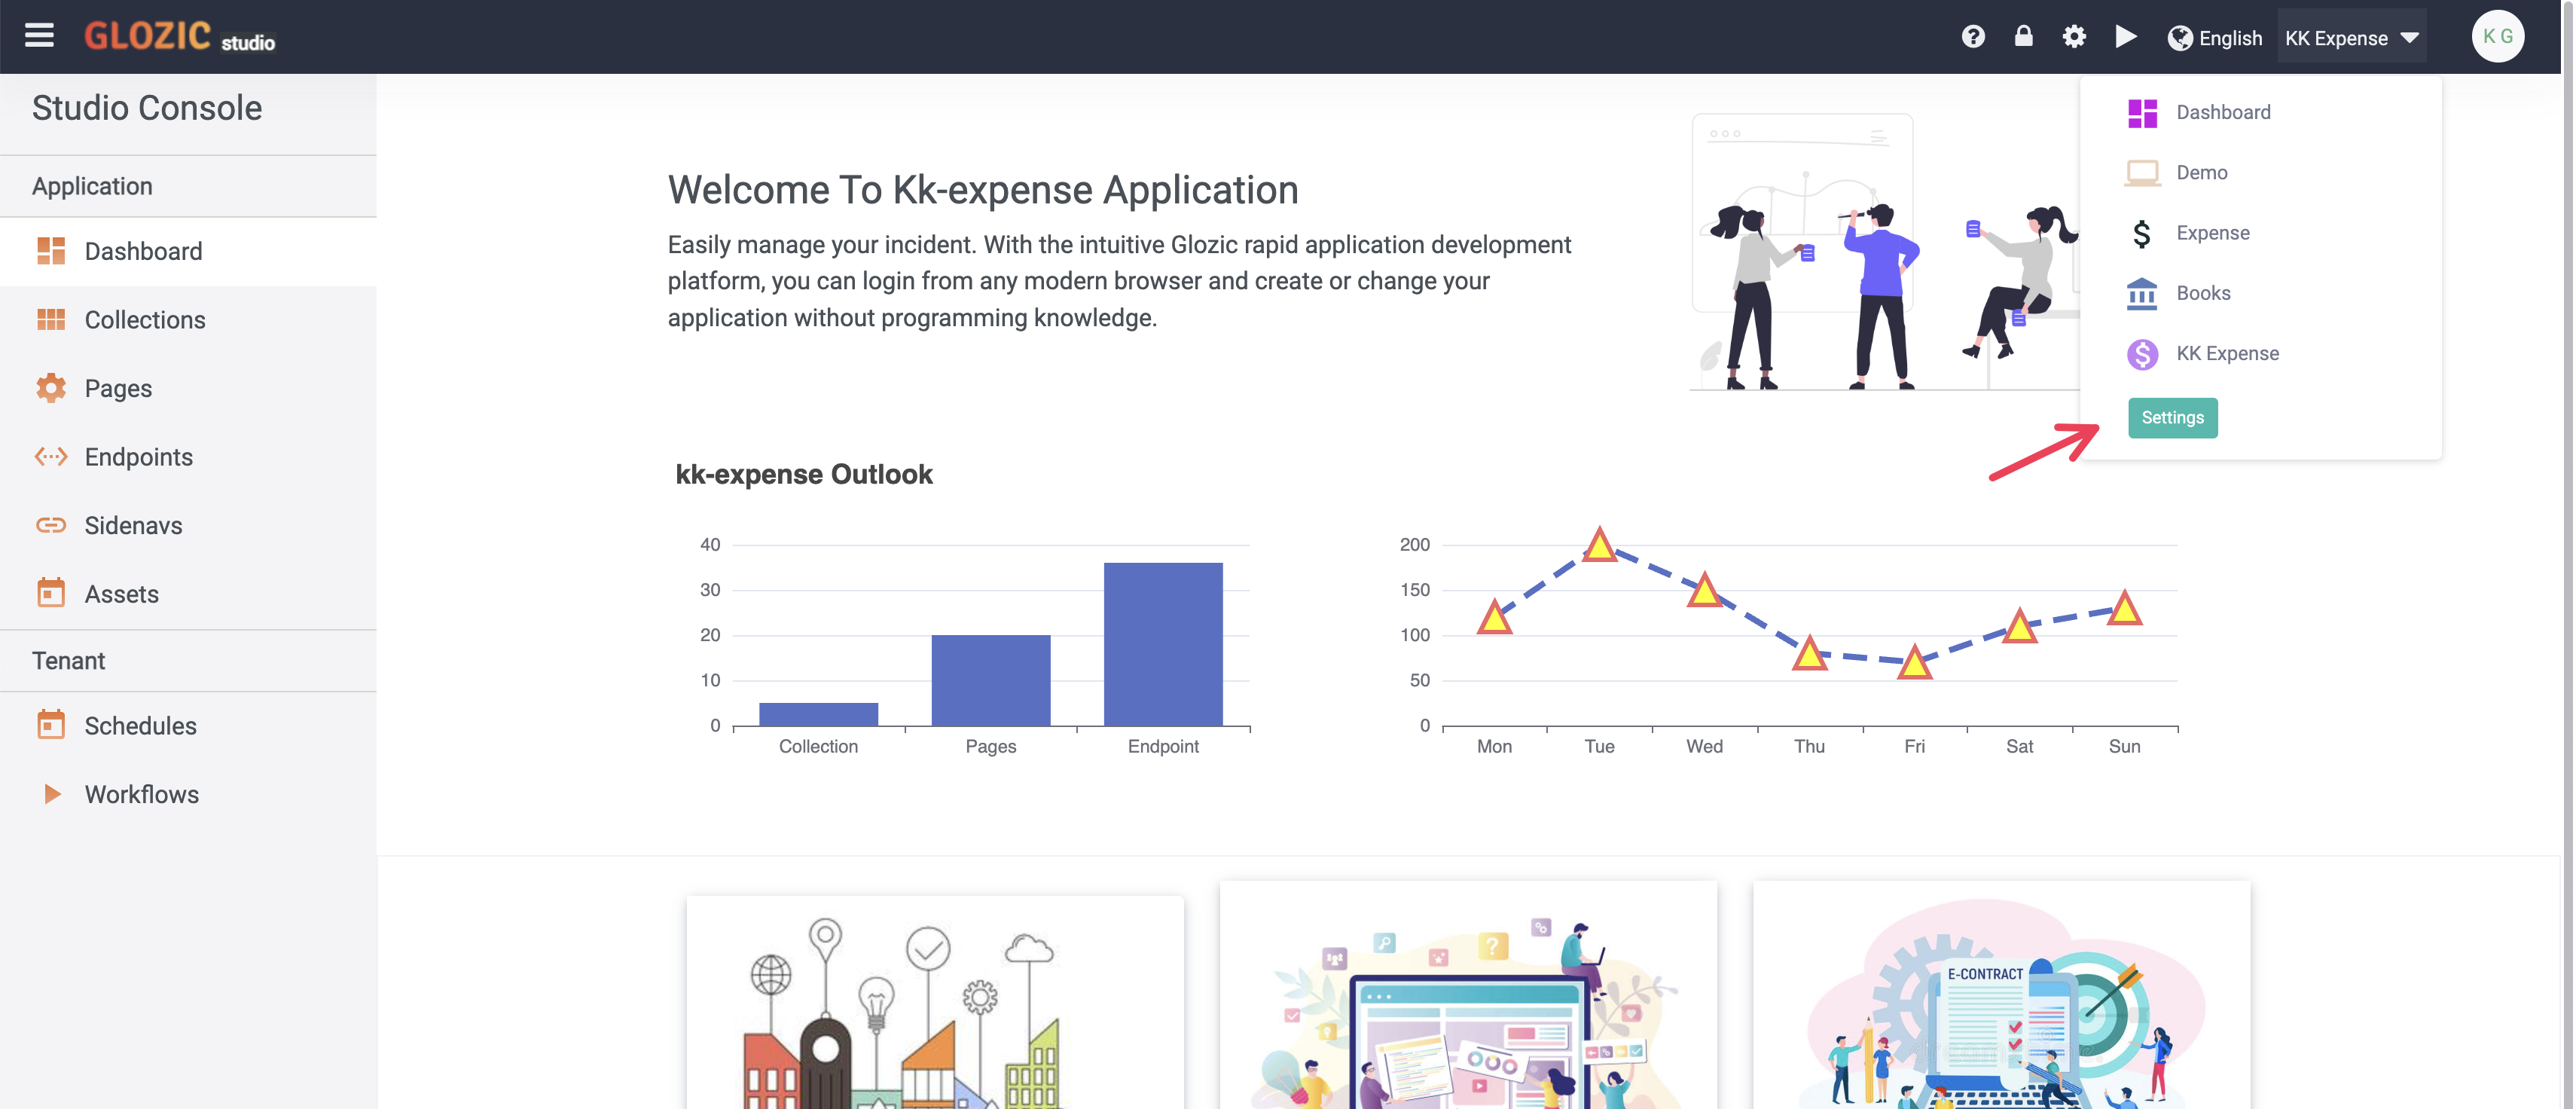 GLOZIC studio
English
KK Expense
K G
Studio Console
Application
Dashboard
Collections
Pages
Endpoints
Sidenavs
Assets
Tenant
Schedules
Workflows
Welcome To Kk-expense Application
Easily manage your incident. With the intuitive Glozic rapid application development
platform, you can login from any modern browser and create or change your
application without programming knowledge.
Dashboard
Demo
Expense
Books
KK Expense
Settings
kk-expense Outlook
40
30
20
10
0
Collection
Pages
Endpoint
200
150
100
50
0
Mon
Tue
Wed
Thu
Fri
Sat
Sun
E-CONTRACT